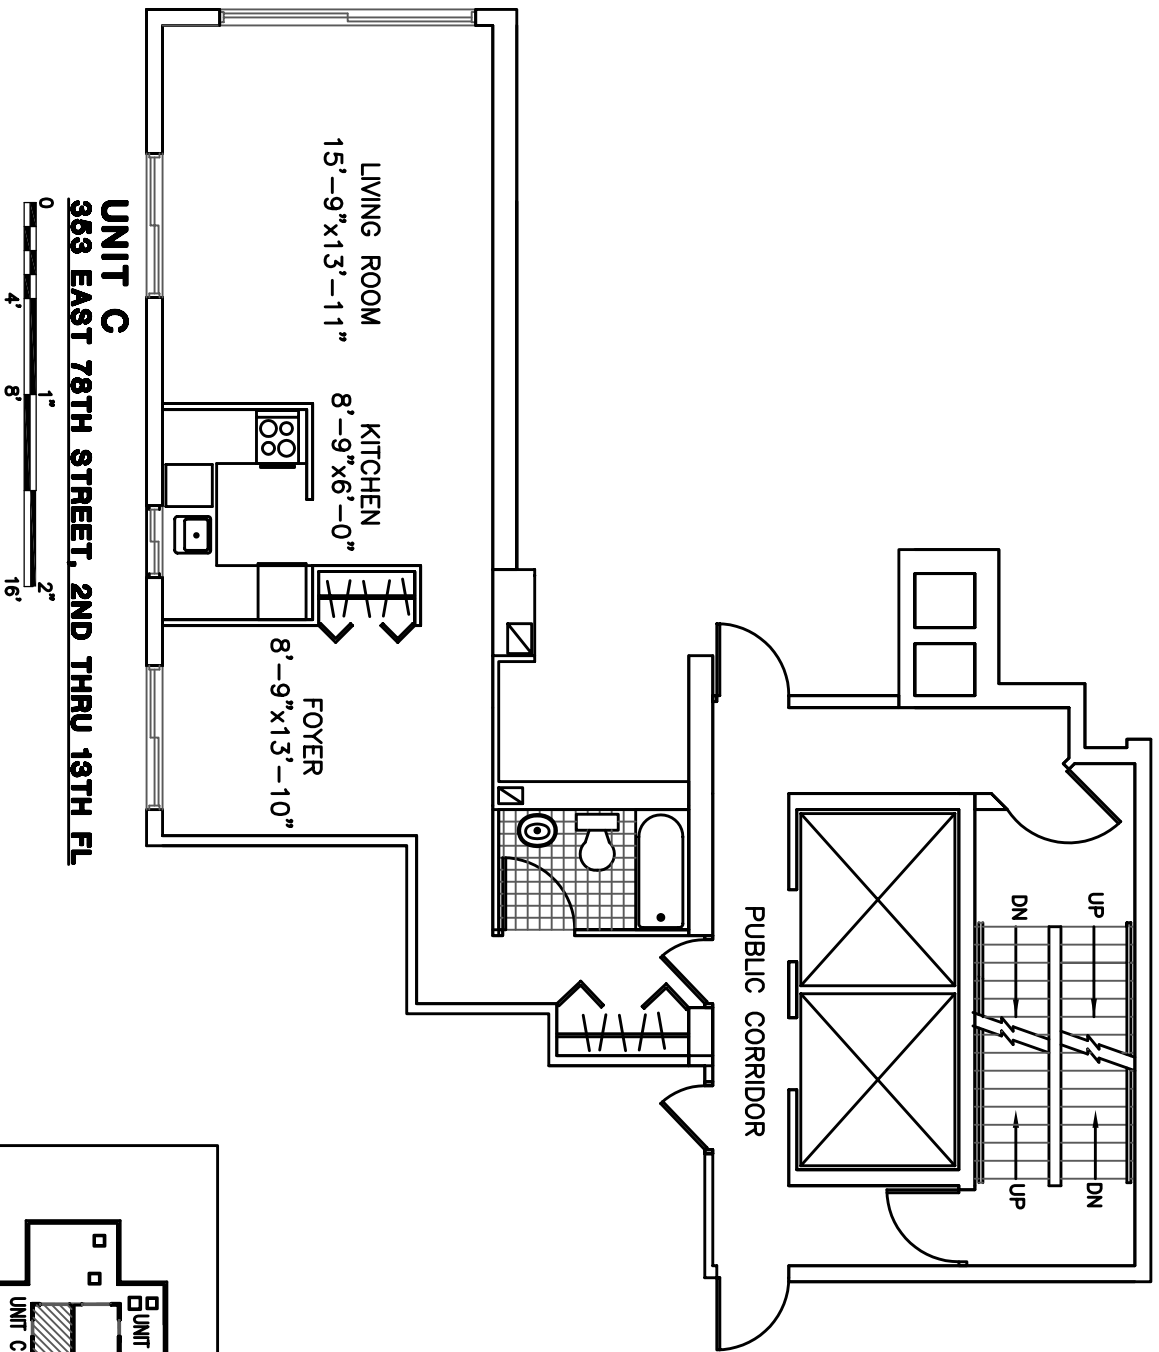 LIVING ROOM
15'-9"x13'-11"
KITCHEN
8'-9"x6'-0"
FOYER
8'-9"x13'-10"
PUBLIC CORRIDOR
UP
DN
DN
UP
UNIT C
353 EAST 78TH STREET, 2ND THRU 13TH FL
0 1" 2"
4' 8' 16'
UNIT
UNIT C